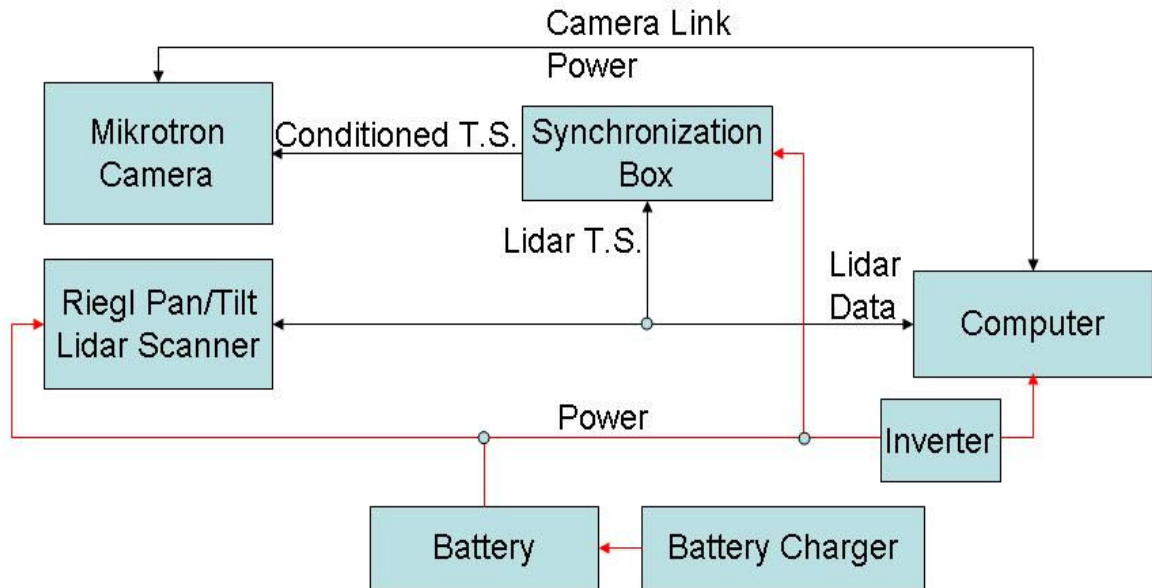 Camera Link
Power
Mikrotron
Camera
Conditioned T.S.
Synchronization
Box
Lidar T.S.
Riegl Pan/Tilt
Lidar Scanner
Lidar
Data
Computer
Power
Inverter
Battery
Battery Charger